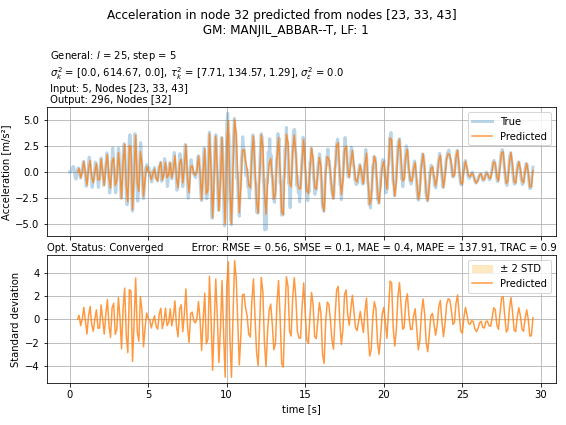 Acceleration in node 32 predicted from nodes [23, 33, 43]
GM: MANJIL_ABBAR--T, LF: 1
General: l = 25, step = 5
σ²ₖ = [0.0, 614.67, 0.0], τ²ₖ = [7.71, 134.57, 1.29], σ²ε = 0.0
Input: 5, Nodes [23, 33, 43]
Output: 296, Nodes [32]
Acceleration [m/s²]
5.0
2.5
0.0
−2.5
−5.0
True
Predicted
Opt. Status: Converged
Error: RMSE = 0.56, SMSE = 0.1, MAE = 0.4, MAPE = 137.91, TRAC = 0.9
Standard deviation
4
2
0
−2
−4
± 2 STD
Predicted
0 5 10 15 20 25 30
time [s]